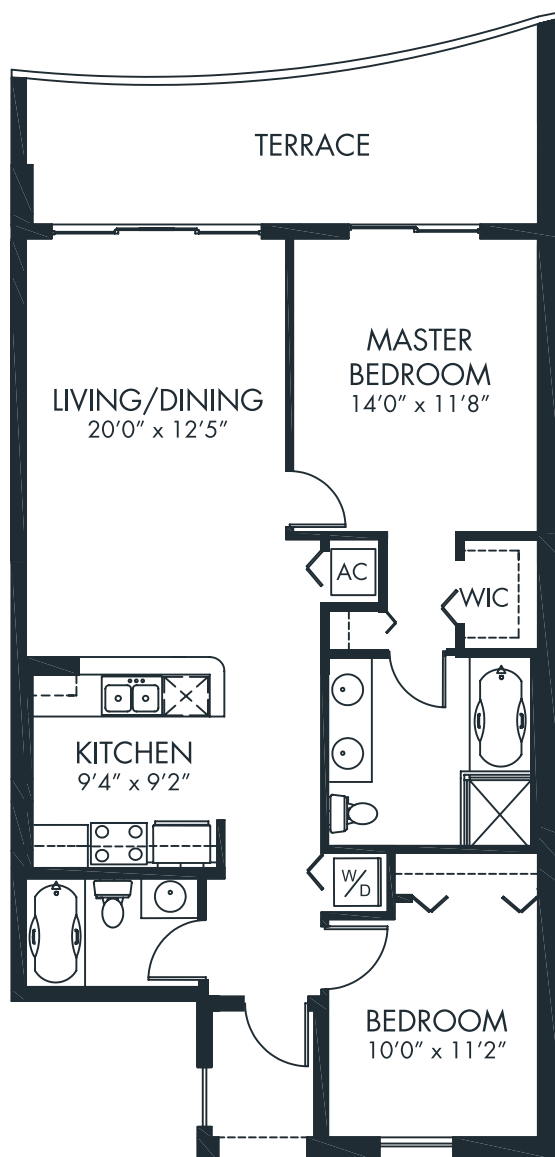 TERRACE
MASTER
BEDROOM
14'0" x 11'8"
LIVING/DINING
20'0" x 12'5"
AC
WIC
KITCHEN
9'4" x 9'2"
W/D
BEDROOM
10'0" x 11'2"